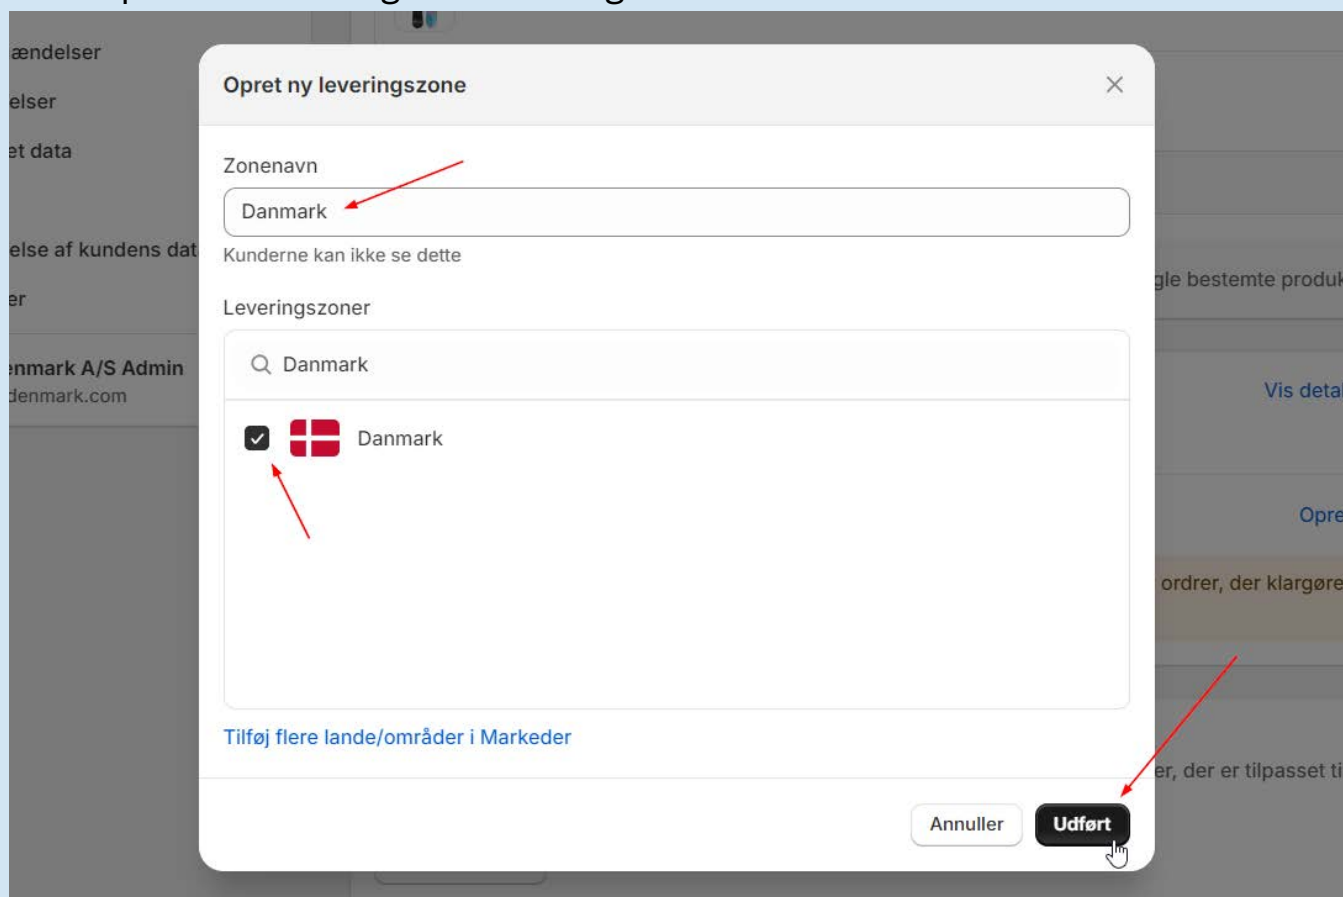 ændelser
elser
et data
else af kundens dat
er
enmark A/S Admin
denmark.com
Opret ny leveringszone
Zonenavn
Danmark
Kunderne kan ikke se dette
Leveringszoner
Danmark
Danmark
Tilføj flere lande/områder i Markeder
Annuller
Udført
gle bestemte produk
Vis detal
Opre
ordrer, der klargøre
er, der er tilpasset ti